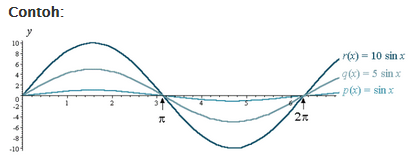 Contoh:
y
10
8
6
4
2
0
-2
-4
-6
-8
-10
1 2 3 4 5 6
π 2π
r(x) = 10 sin x
q(x) = 5 sin x
p(x) = sin x